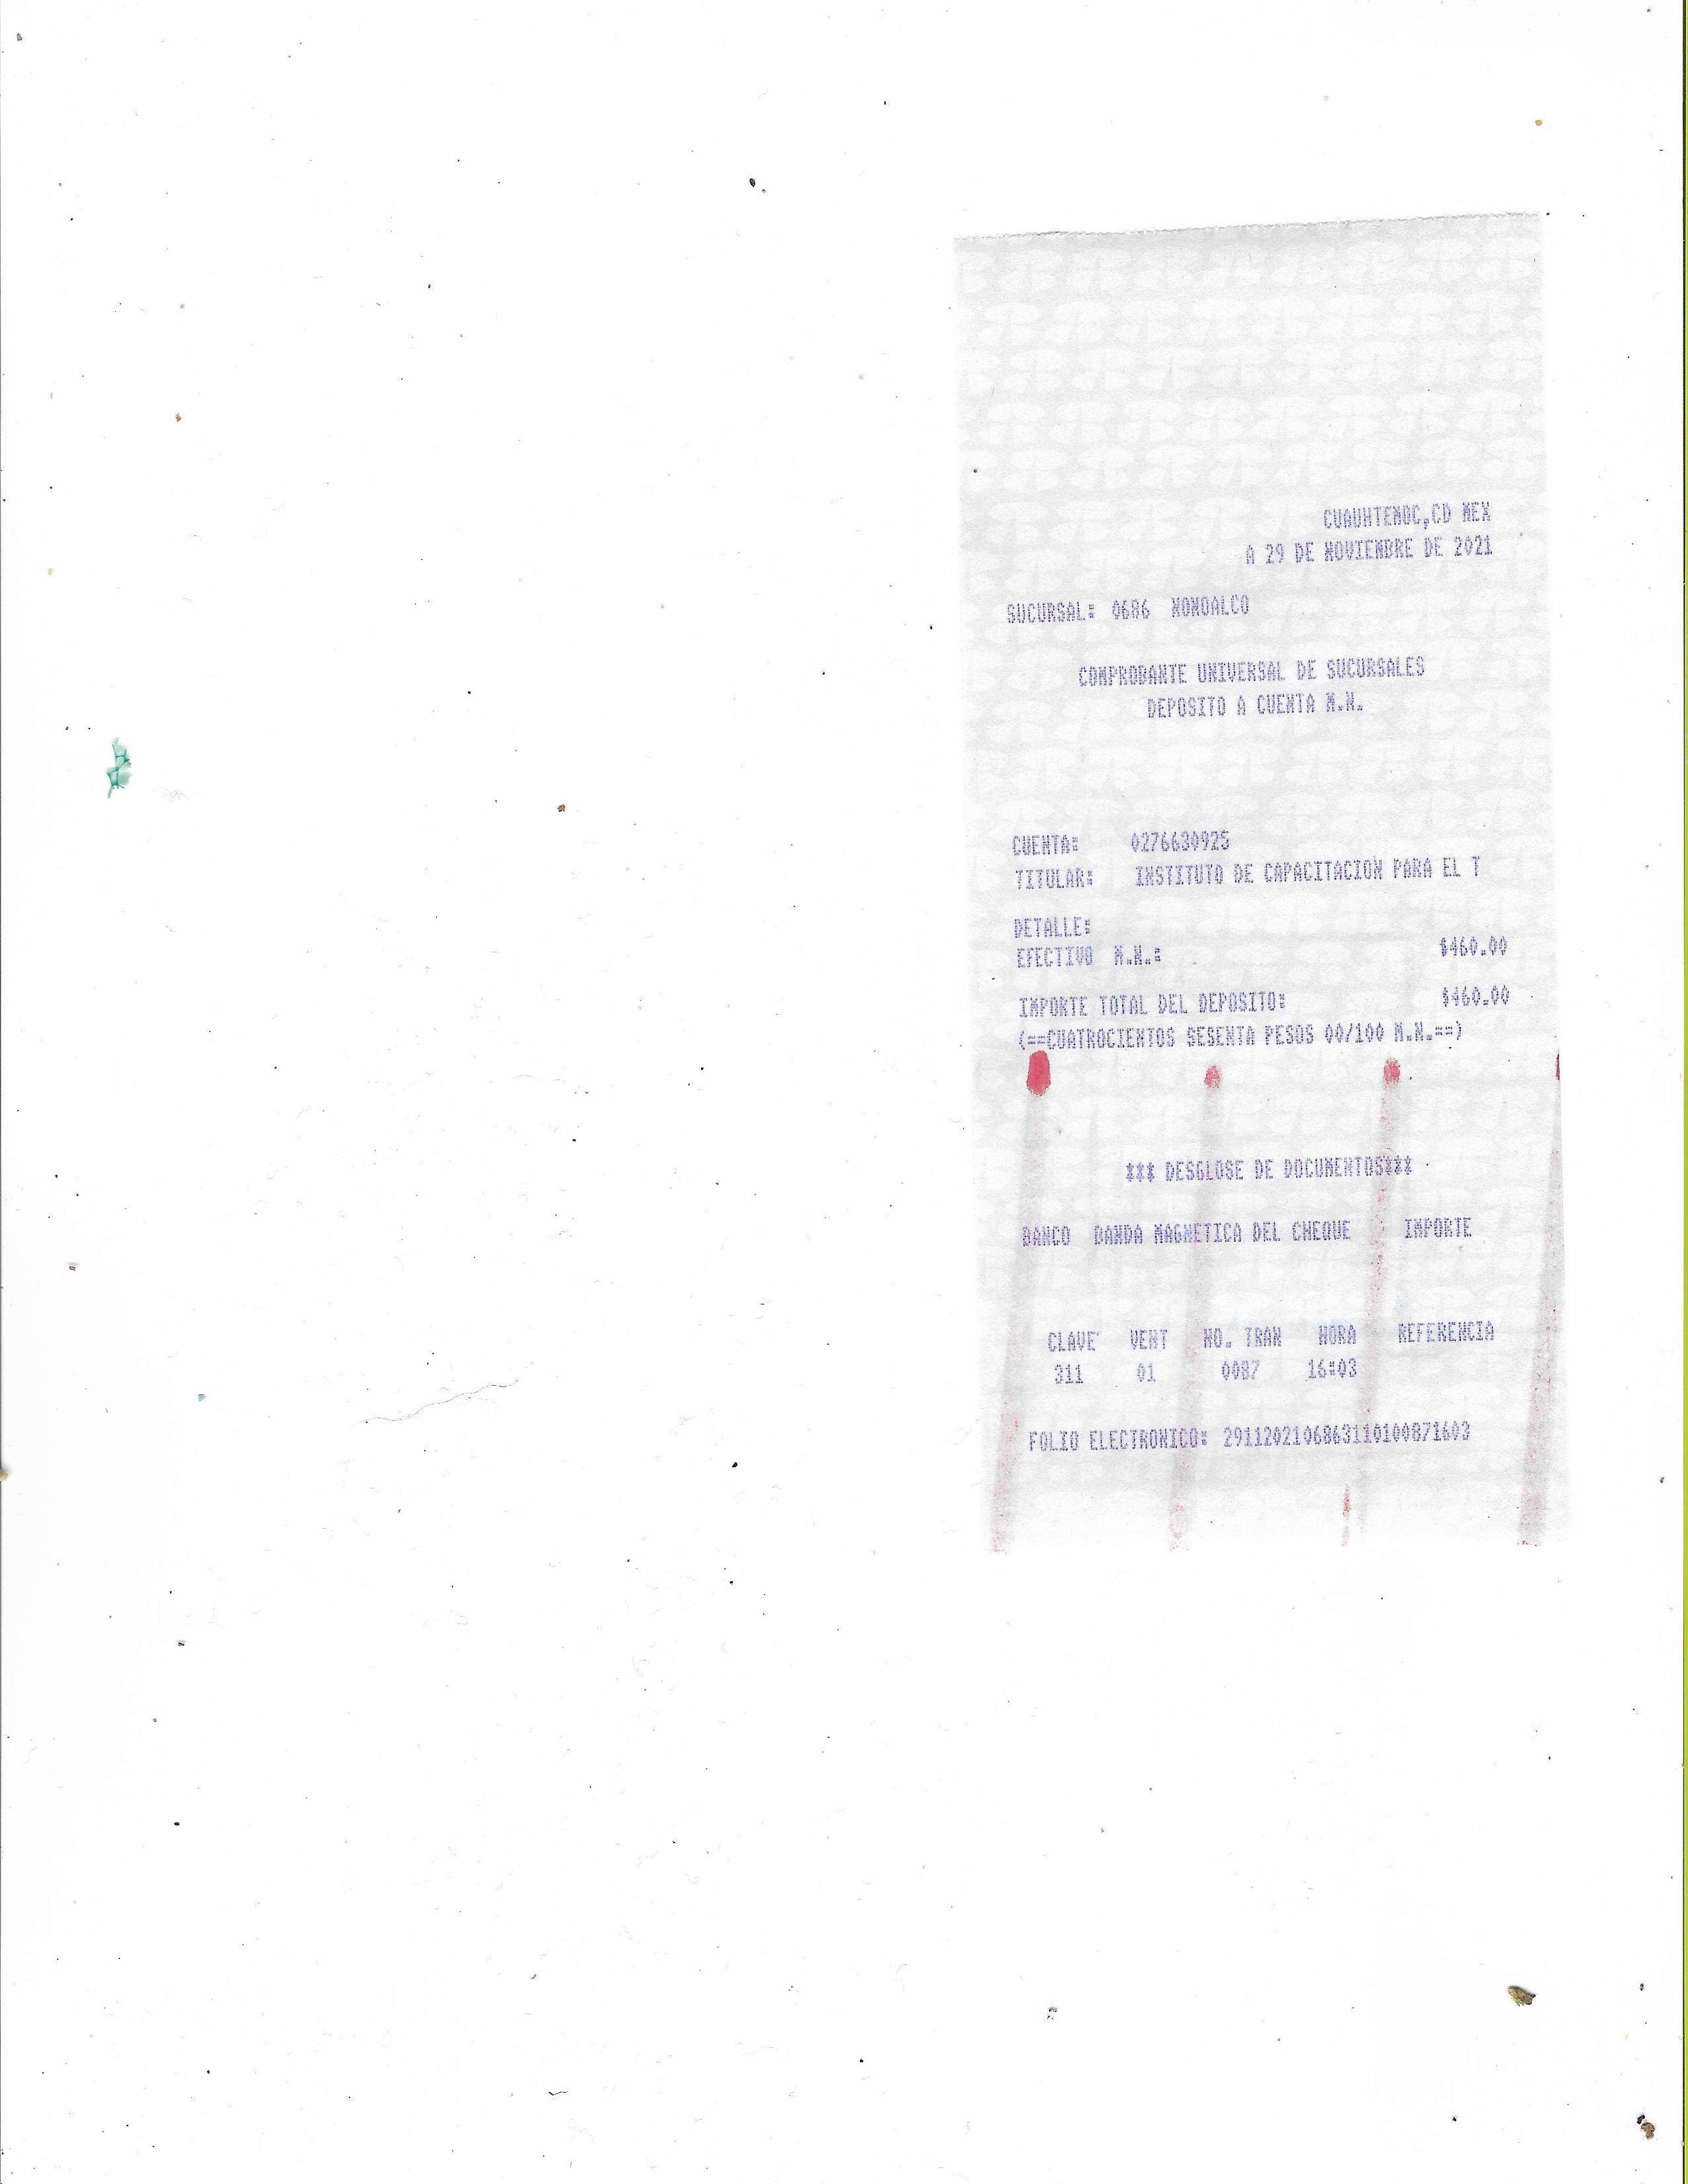 CUAUHTEMOC,CD MEX
A 29 DE NOVIEMBRE DE 2021
SUCURSAL: 0686 NONOALCO
COMPROBANTE UNIVERSAL DE SUCURSALES
DEPOSITO A CUENTA M.N.
CUENTA: 0276630925
TITULAR: INSTITUTO DE CAPACITACION PARA EL T
DETALLE:
EFECTIVO M.N.: $460.00
IMPORTE TOTAL DEL DEPOSITO: $460.00
(==CUATROCIENTOS SESENTA PESOS 00/100 M.N.==)
*** DESGLOSE DE DOCUMENTOS***
BANCO BANDA MAGNETICA DEL CHEQUE IMPORTE
CLAVE VENT NO. TRAN HORA REFERENCIA
311 01 0087 16:03
FOLIO ELECTRONICO: 2911202106863110100871603